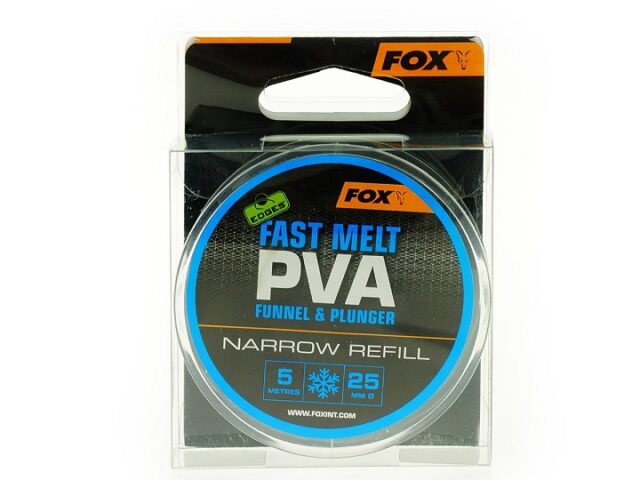 FOX
FOX
EDGES
FAST MELT
PVA
FUNNEL & PLUNGER
NARROW REFILL
5 25
METRES MM Ø
WWW.FOXINT.COM